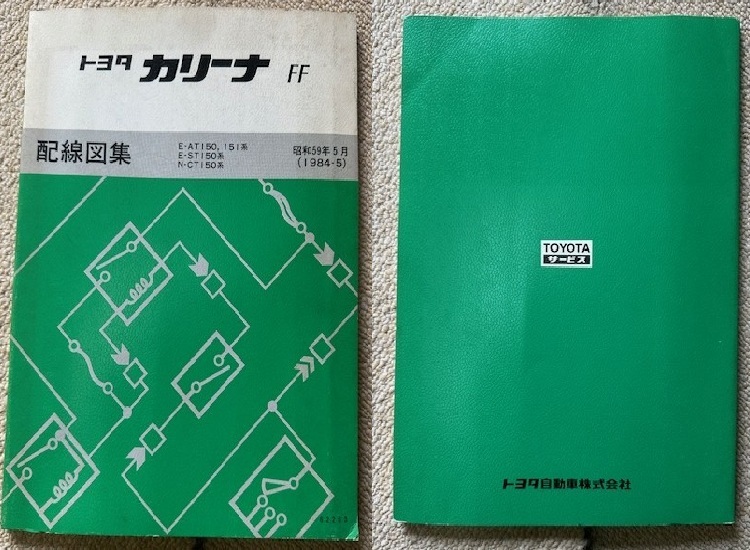 トヨタ カリーナ FF
配線図集
E-AT150, 151系
E-ST150系
N-CT150系
昭和59年5月
(1984-5)
TOYOTA
サービス
トヨタ自動車株式会社